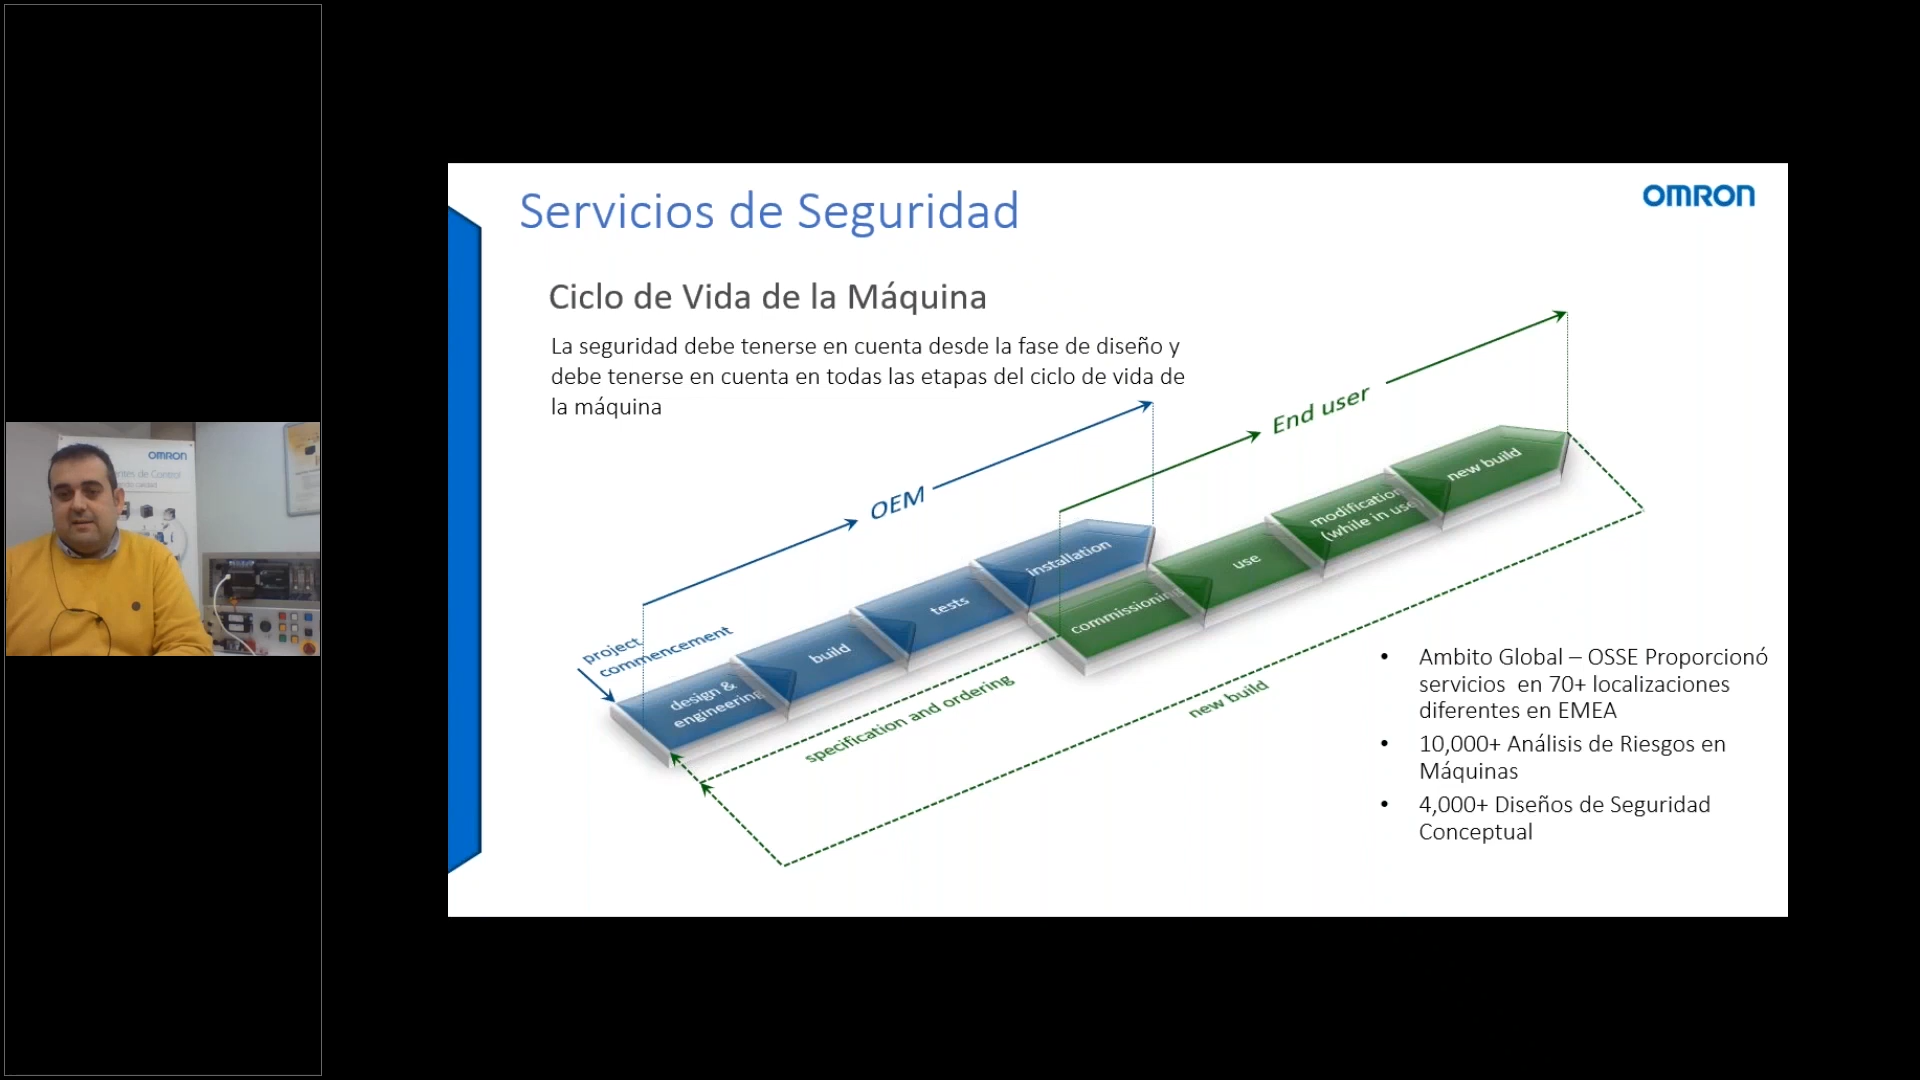 Servicios de Seguridad
OMRON
Ciclo de Vida de la Máquina
La seguridad debe tenerse en cuenta desde la fase de diseño y
debe tenerse en cuenta en todas las etapas del ciclo de vida de
la máquina
End user
OEM
project
commencement
design &
engineering
build
tests
installation
commissioning
use
modification
(while in use)
new build
specification and ordering
new build
• Ambito Global – OSSE Proporcionó
servicios en 70+ localizaciones
diferentes en EMEA
• 10,000+ Análisis de Riesgos en
Máquinas
• 4,000+ Diseños de Seguridad
Conceptual
OMRON
de Control